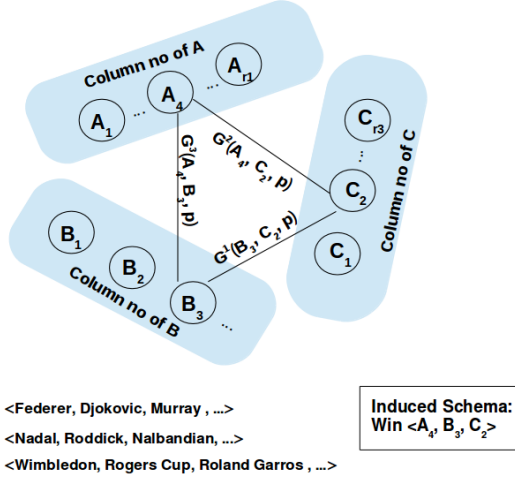 Column no of A
A1 ... A4 ... Ar1
G³(A4, B3, p)
G²(A4, C2, p)
G¹(B3, C2, p)
Cr3
...
C2
C1
Column no of C
B1
B2
B3 ...
Column no of B
<Federer, Djokovic, Murray , ...>
<Nadal, Roddick, Nalbandian, ...>
<Wimbledon, Rogers Cup, Roland Garros , ...>
Induced Schema:
Win <A4, B3, C2>